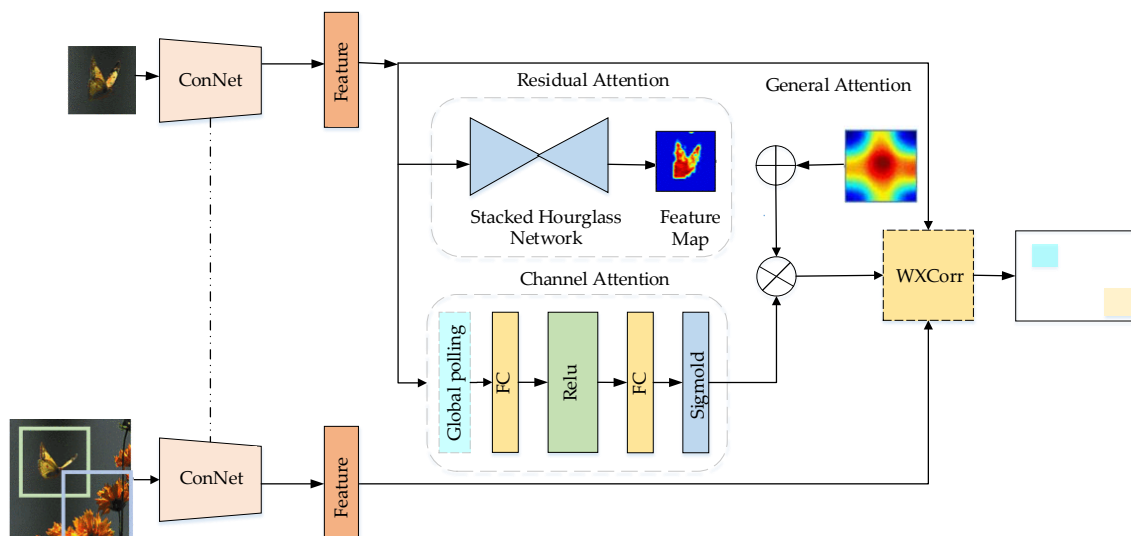 ConNet
Feature
Residual Attention
General Attention
Stacked Hourglass
Network
Feature
Map
WXCorr
Channel Attention
Global polling
FC
Relu
FC
Sigmold
ConNet
Feature